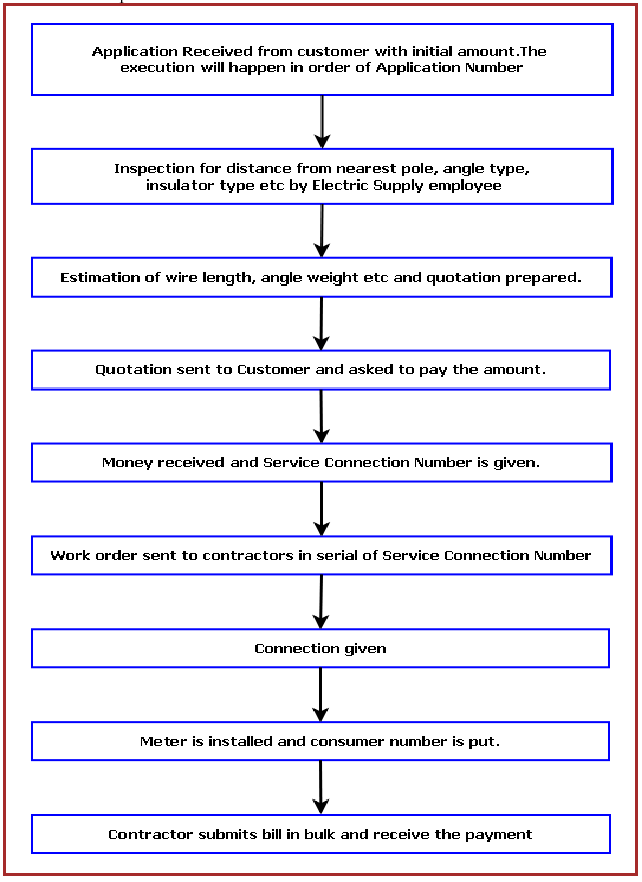 Application Received from customer with initial amount.The
execution will happen in order of Application Number
Inspection for distance from nearest pole, angle type,
insulator type etc by Electric Supply employee
Estimation of wire length, angle weight etc and quotation prepared.
Quotation sent to Customer and asked to pay the amount.
Money received and Service Connection Number is given.
Work order sent to contractors in serial of Service Connection Number
Connection given
Meter is installed and consumer number is put.
Contractor submits bill in bulk and receive the payment